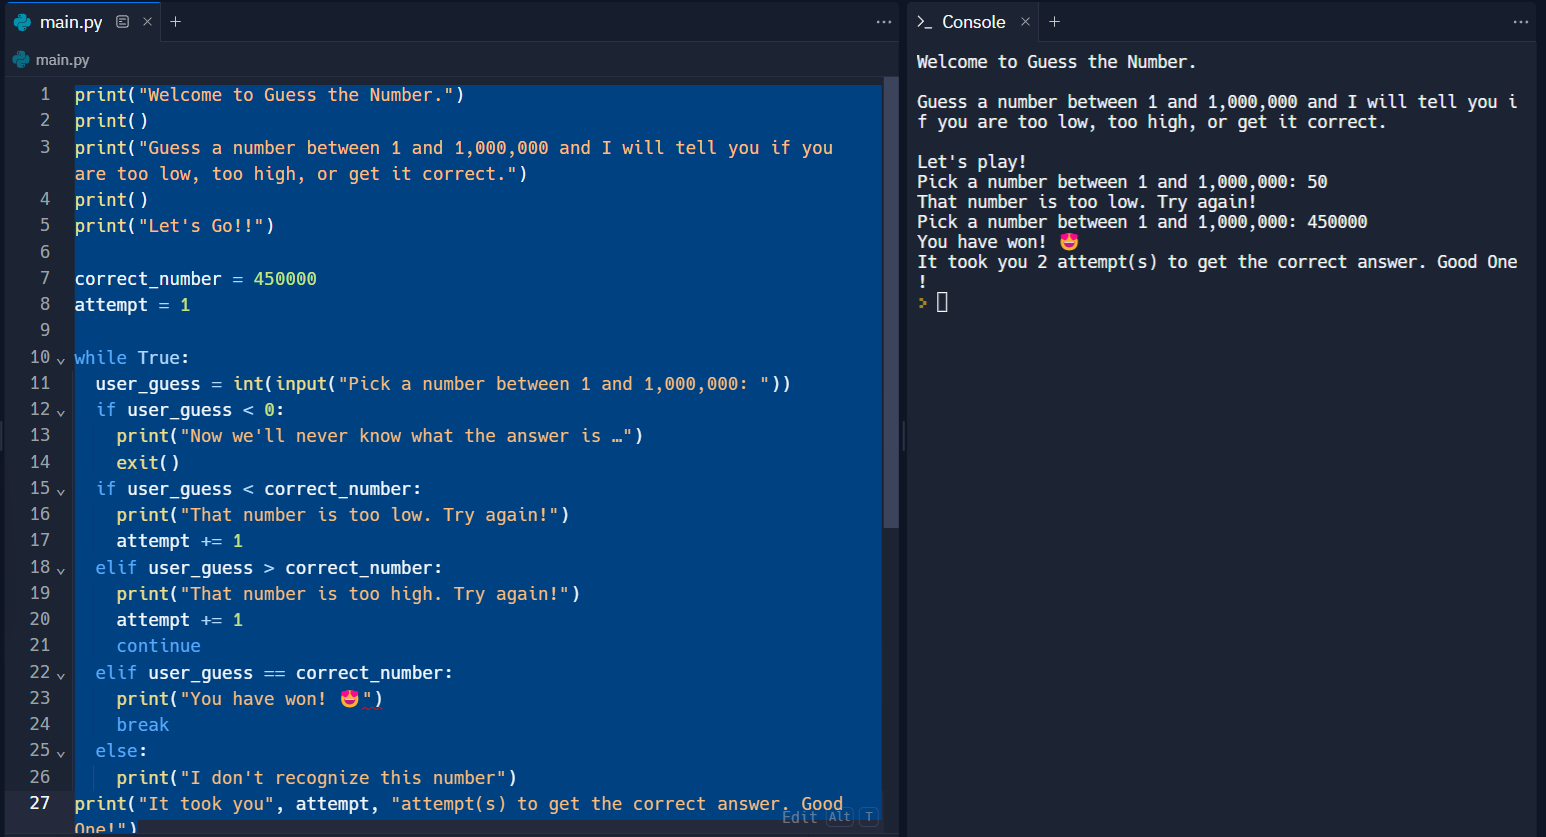 main.py
main.py
1 print("Welcome to Guess the Number.")
2 print()
3 print("Guess a number between 1 and 1,000,000 and I will tell you if you
are too low, too high, or get it correct.")
4 print()
5 print("Let's Go!!")
6
7 correct_number = 450000
8 attempt = 1
9
10 while True:
11   user_guess = int(input("Pick a number between 1 and 1,000,000: "))
12   if user_guess < 0:
13     print("Now we'll never know what the answer is …")
14     exit()
15   if user_guess < correct_number:
16     print("That number is too low. Try again!")
17     attempt += 1
18   elif user_guess > correct_number:
19     print("That number is too high. Try again!")
20     attempt += 1
21     continue
22   elif user_guess == correct_number:
23     print("You have won! 🤩")
24     break
25   else:
26     print("I don't recognize this number")
27 print("It took you", attempt, "attempt(s) to get the correct answer. Good
One!")
Edit Alt T
Console
Welcome to Guess the Number.
Guess a number between 1 and 1,000,000 and I will tell you i
f you are too low, too high, or get it correct.
Let's play!
Pick a number between 1 and 1,000,000: 50
That number is too low. Try again!
Pick a number between 1 and 1,000,000: 450000
You have won! 🤩
It took you 2 attempt(s) to get the correct answer. Good One
!